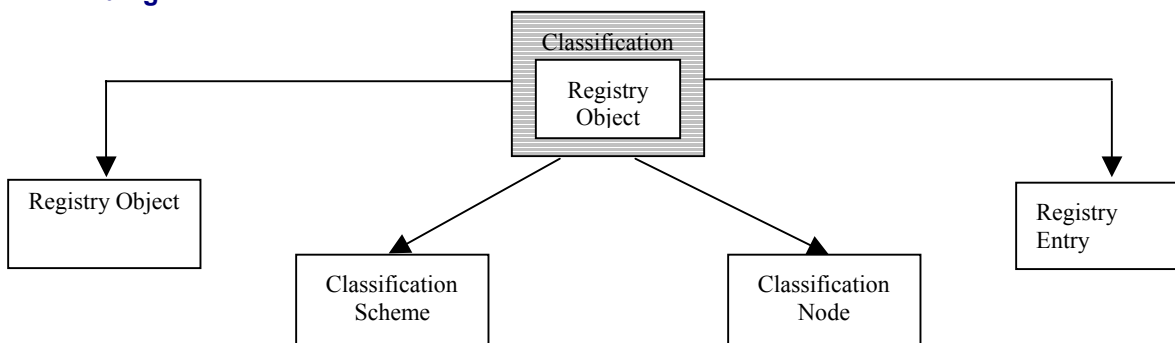 Classification
Registry
Object
Registry Object
Registry
Entry
Classification
Scheme
Classification
Node